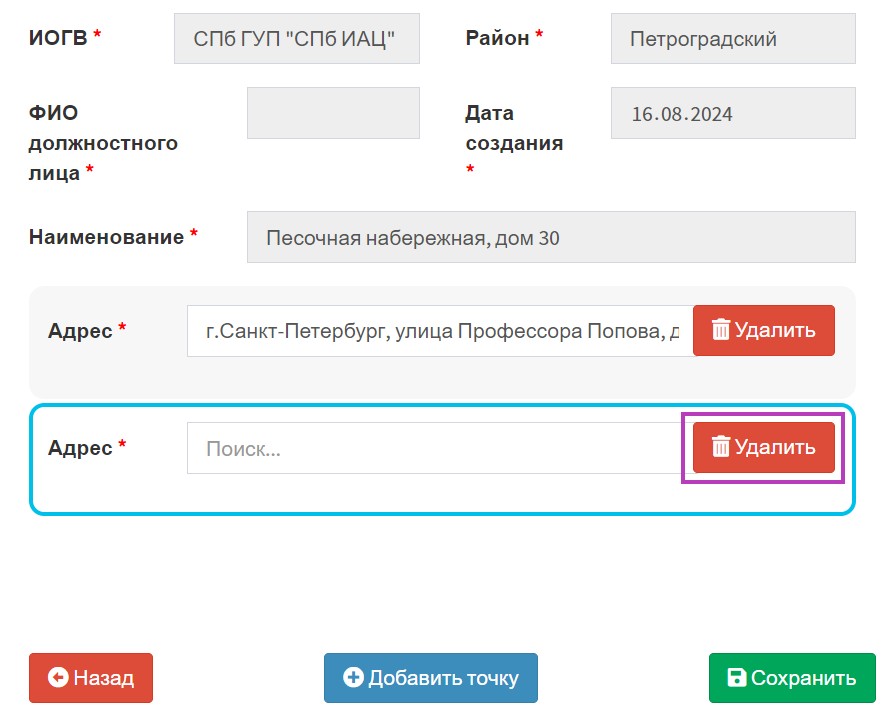 ИОГВ * СПб ГУП "СПб ИАЦ" Район * Петроградский
ФИО должностного лица * Дата создания * 16.08.2024
Наименование * Песочная набережная, дом 30
Адрес * г.Санкт-Петербург, улица Профессора Попова, д Удалить
Адрес * Поиск... Удалить
Назад Добавить точку Сохранить